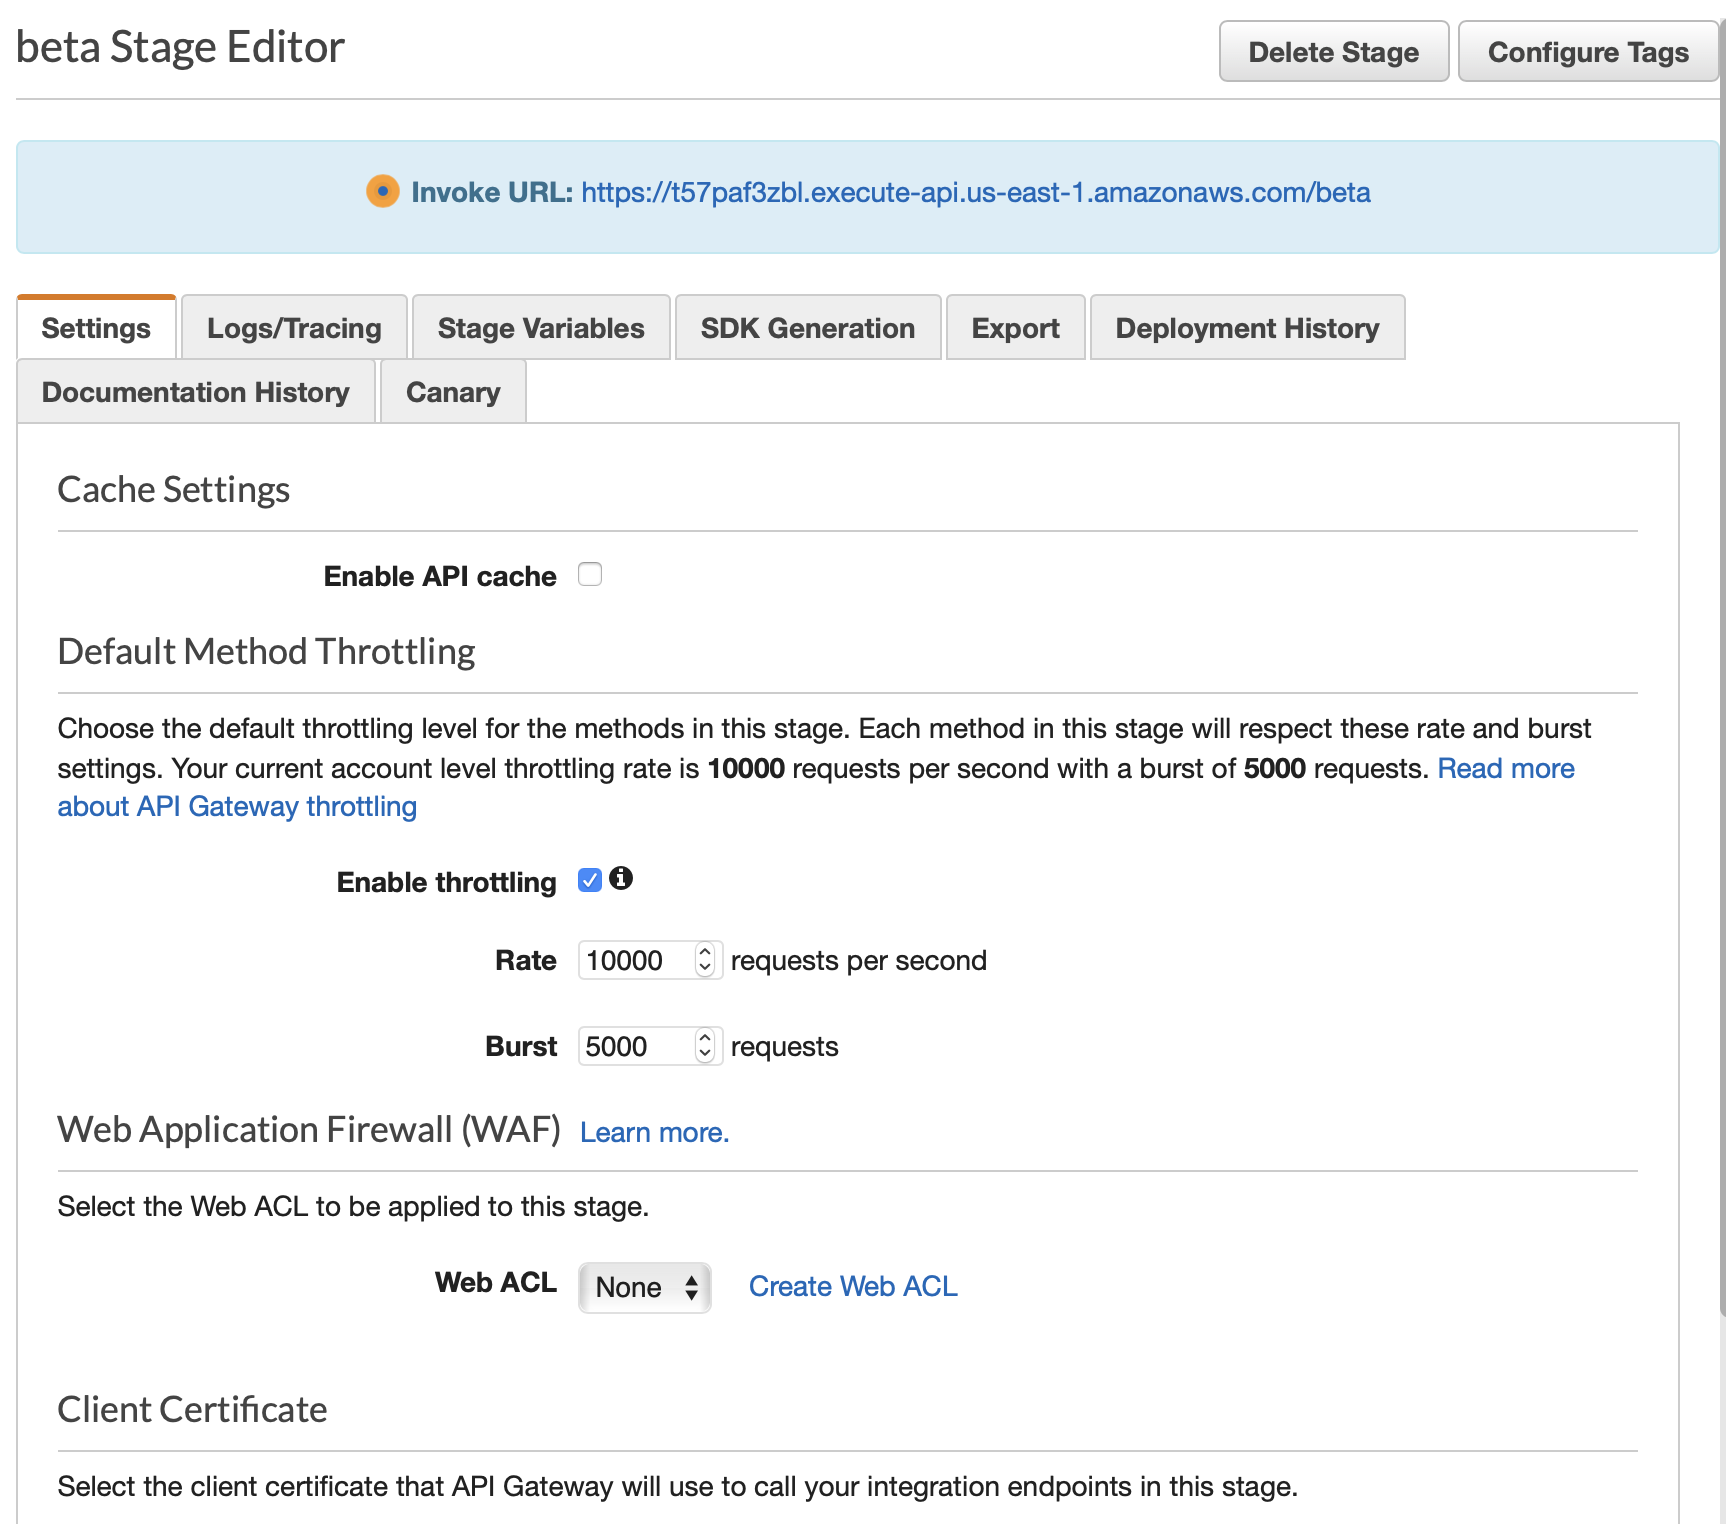 beta Stage Editor
Delete Stage
Configure Tags
Invoke URL: https://t57paf3zbl.execute-api.us-east-1.amazonaws.com/beta
Settings
Logs/Tracing
Stage Variables
SDK Generation
Export
Deployment History
Documentation History
Canary
Cache Settings
Enable API cache
Default Method Throttling
Choose the default throttling level for the methods in this stage. Each method in this stage will respect these rate and burst
settings. Your current account level throttling rate is 10000 requests per second with a burst of 5000 requests. Read more
about API Gateway throttling
Enable throttling
Rate 10000 requests per second
Burst 5000 requests
Web Application Firewall (WAF) Learn more.
Select the Web ACL to be applied to this stage.
Web ACL None Create Web ACL
Client Certificate
Select the client certificate that API Gateway will use to call your integration endpoints in this stage.